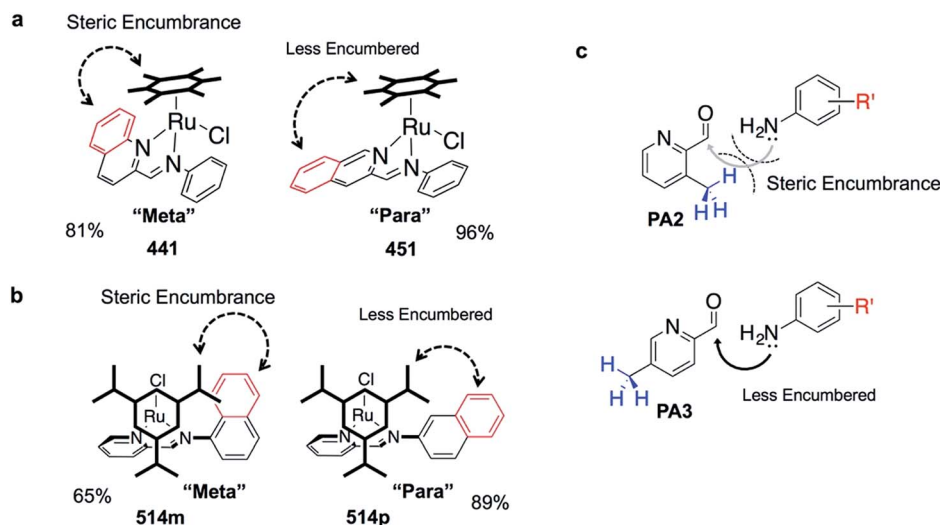 a
Steric Encumbrance
Less Encumbered
Ru
Cl
N
N
Ru
Cl
N
N
“Meta”
“Para”
81%
441
451
96%
b
Steric Encumbrance
Less Encumbered
Cl
Ru
N
N
Cl
Ru
N
N
65%
“Meta”
“Para”
89%
514m
514p
c
O
N
H2N
R'
H
H
H
Steric Encumbrance
PA2
O
N
H2N
R'
H
H
H
Less Encumbered
PA3